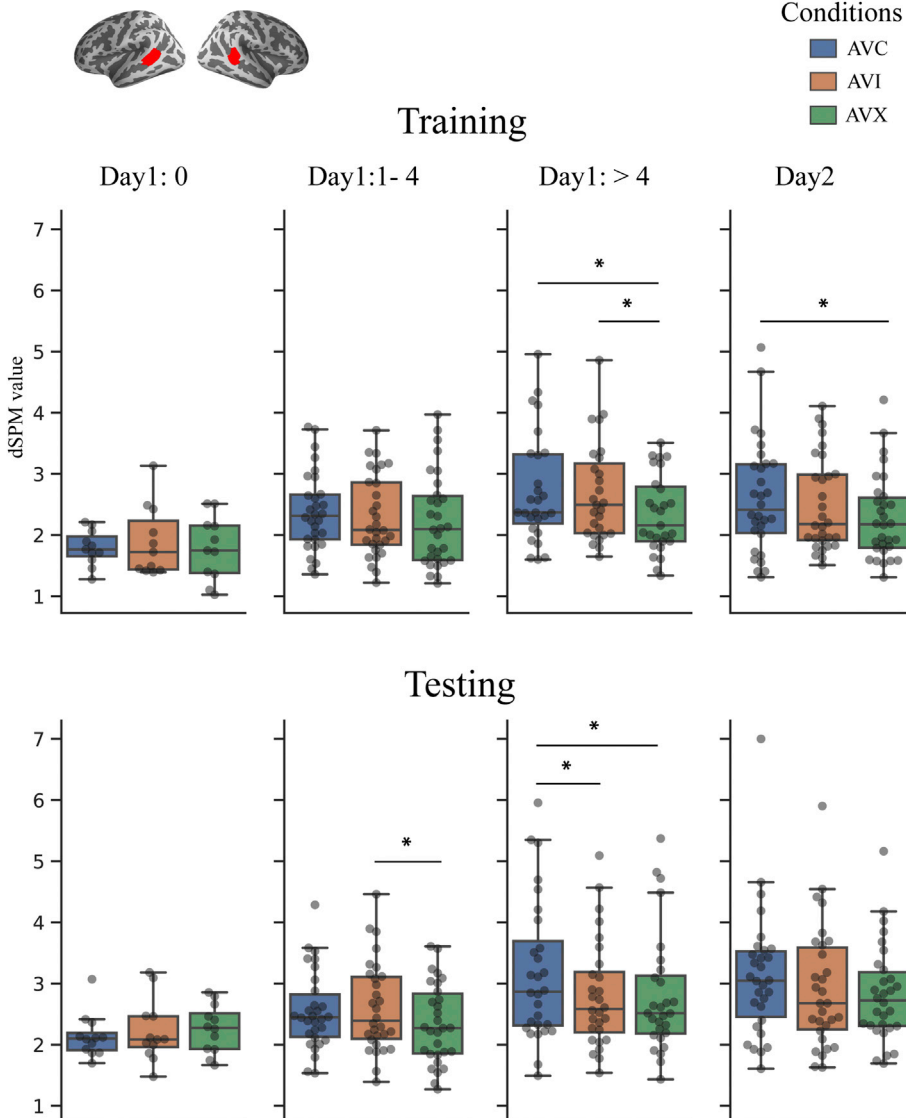 Conditions
AVC
AVI
AVX
Training
Day1: 0
Day1:1- 4
Day1: > 4
Day2
dSPM value
7
6
5
4
3
2
1
*
*
*
Testing
7
6
5
4
3
2
1
*
*
*